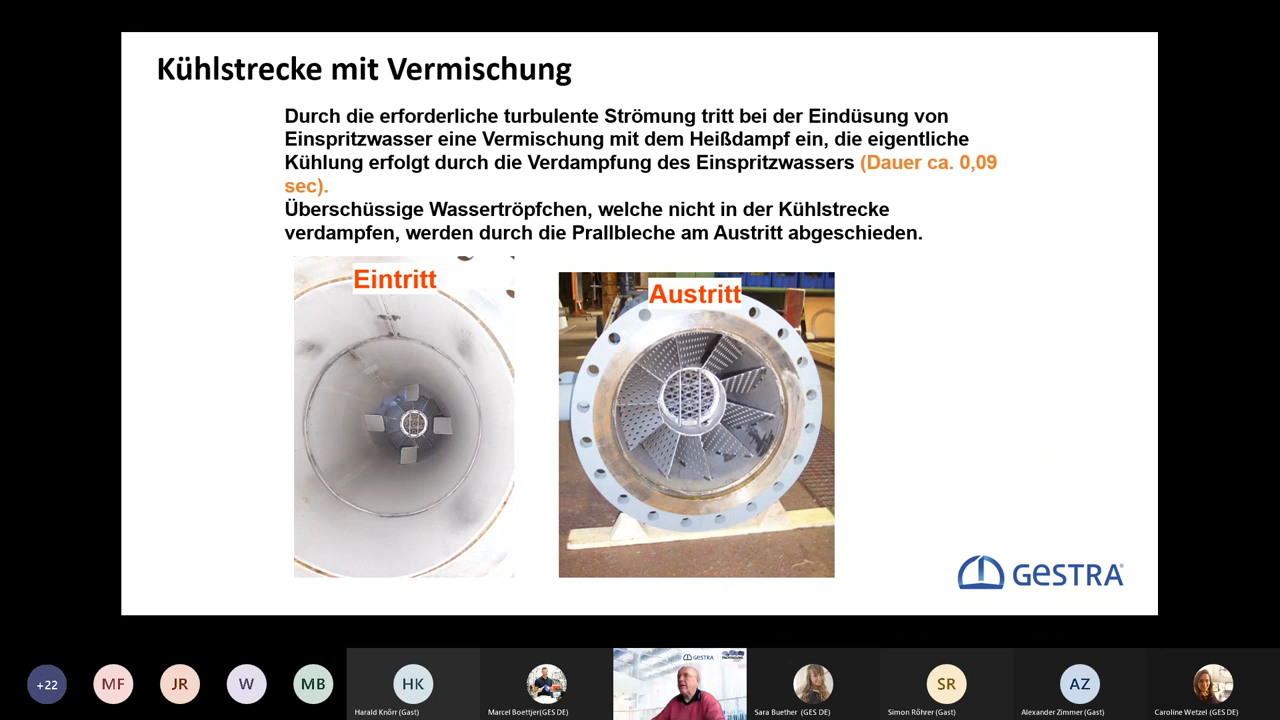 Kühlstrecke mit Vermischung
Durch die erforderliche turbulente Strömung tritt bei der Eindüsung von
Einspritzwasser eine Vermischung mit dem Heißdampf ein, die eigentliche
Kühlung erfolgt durch die Verdampfung des Einspritzwassers (Dauer ca. 0,09
sec).
Überschüssige Wassertröpfchen, welche nicht in der Kühlstrecke
verdampfen, werden durch die Prallbleche am Austritt abgeschieden.
Eintritt
Austritt
GESTRA
+22
MF
JR
W
MB
HK
GESTRA
SR
AZ
Harald Knörr (Gast)
Marcel Boettjer(GES DE)
Sara Buether (GES DE)
Simon Röhrer (Gast)
Alexander Zimmer (Gast)
Caroline Wetzel (GES DE)